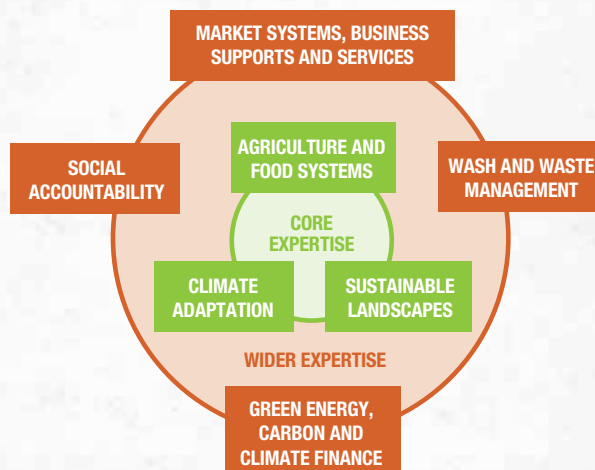 MARKET SYSTEMS, BUSINESS
SUPPORTS AND SERVICES
AGRICULTURE AND
FOOD SYSTEMS
SOCIAL
ACCOUNTABILITY
WASH AND WASTE
MANAGEMENT
CORE
EXPERTISE
CLIMATE
ADAPTATION
SUSTAINABLE
LANDSCAPES
WIDER EXPERTISE
GREEN ENERGY,
CARBON AND
CLIMATE FINANCE